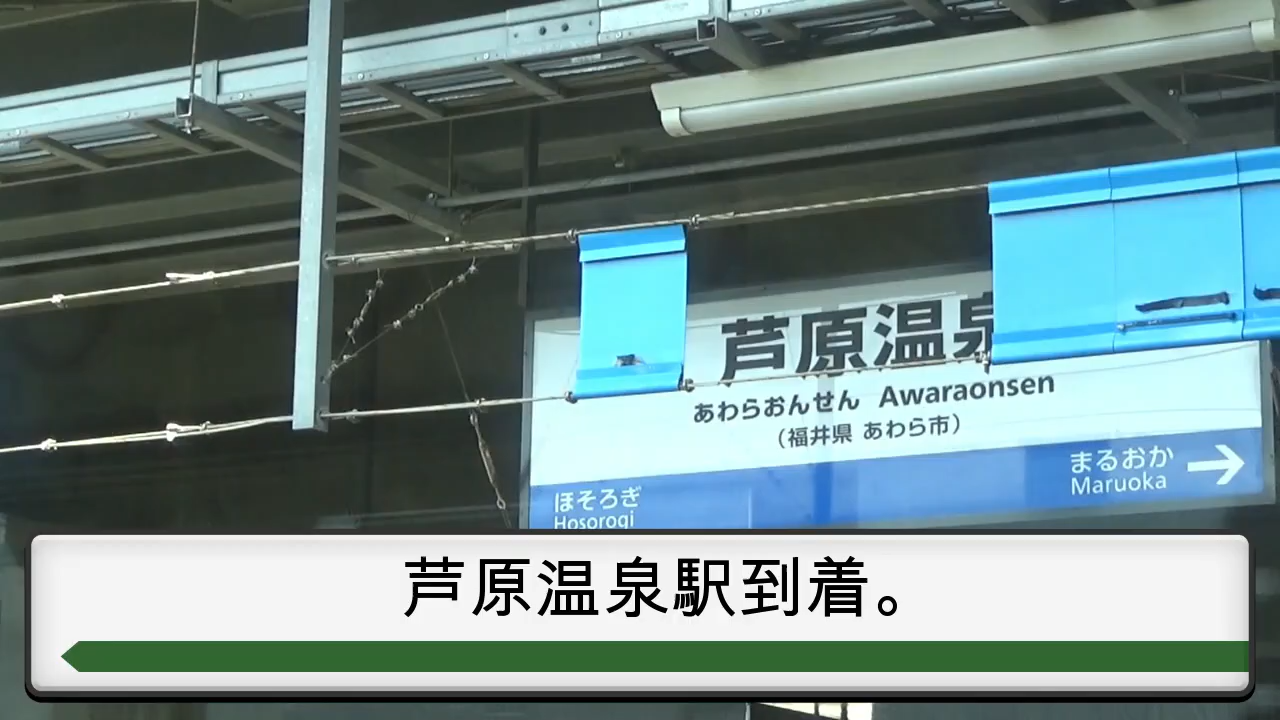 芦原温泉
あわらおんせん Awaraonsen
（福井県 あわら市）
まるおか
Maruoka
ほそろぎ
Hosorogi
芦原温泉駅到着。